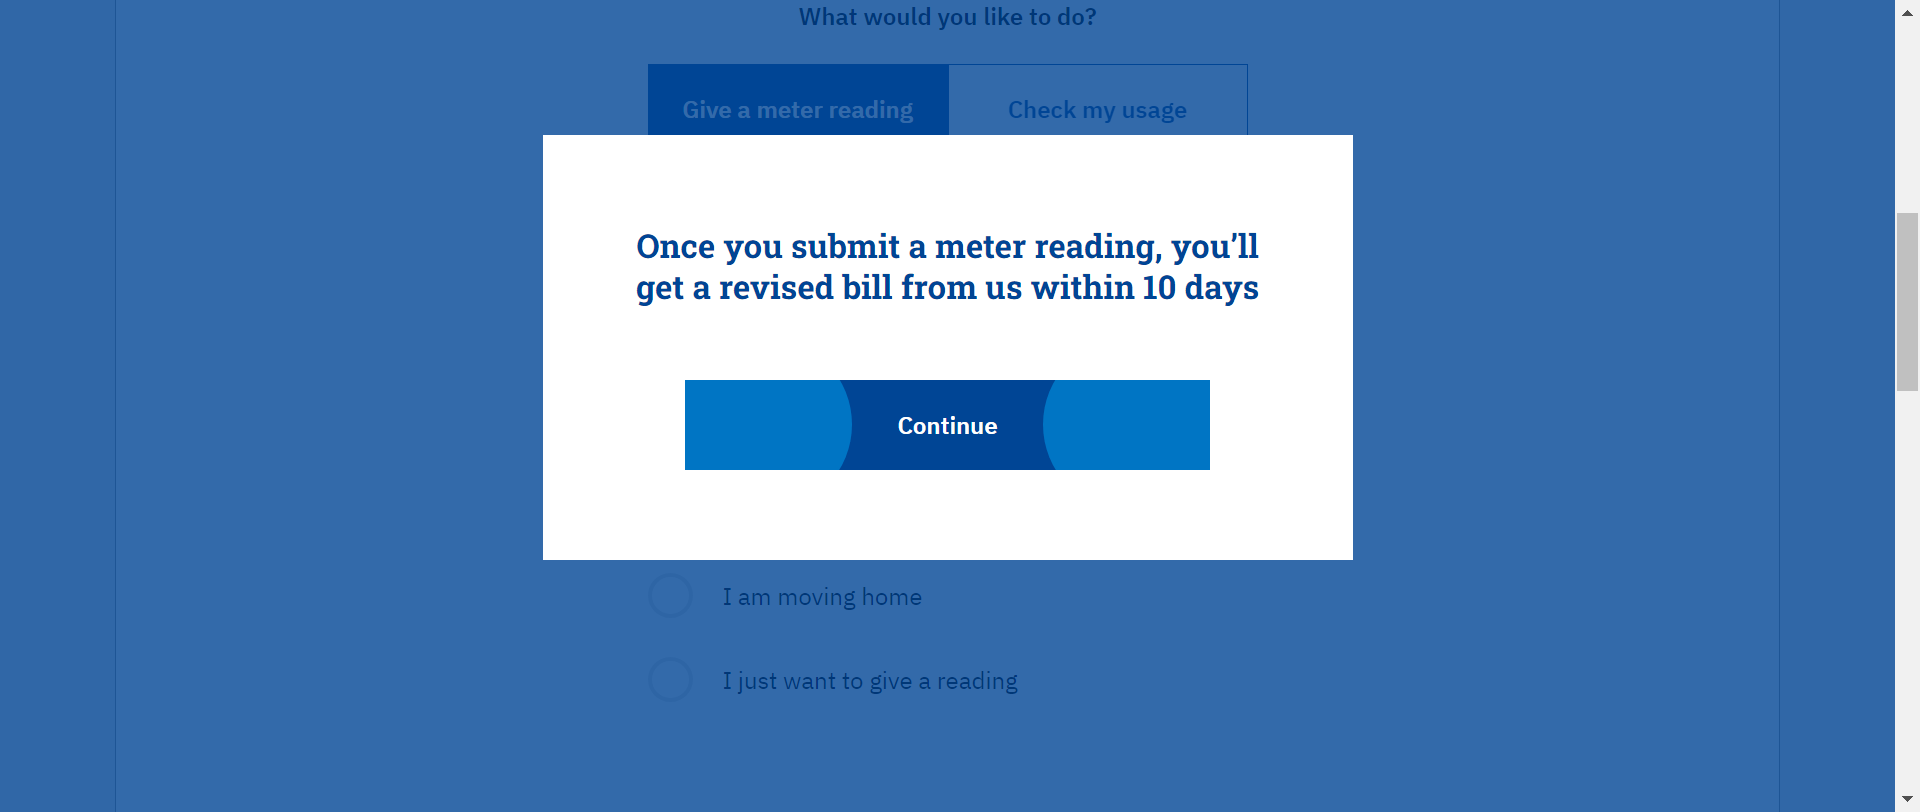 What would you like to do?
Give a meter reading
Check my usage
Once you submit a meter reading, you’ll
get a revised bill from us within 10 days
Continue
I am moving home
I just want to give a reading